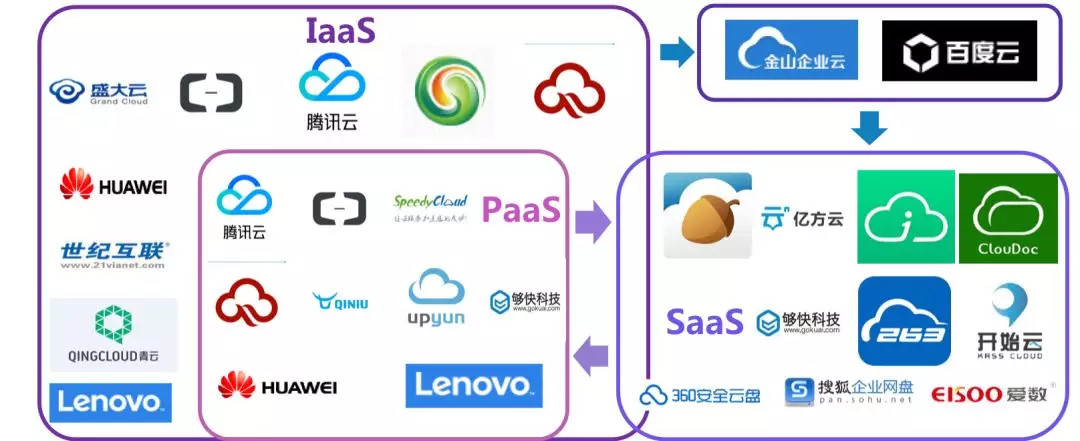 IaaS
盛大云
Grand Cloud
腾讯云
HUAWEI
世纪互联
www.21vianet.com
QINGCLOUD青云
Lenovo
腾讯云
SpeedyCloud
PaaS
QINIU
upyun
够快科技
www.gokuai.com
HUAWEI
Lenovo
金山企业云
百度云
亿方云
ClouDoc
SaaS
够快科技
www.gokuai.com
263
开始云
KASS CLOUD
360安全云盘
搜狐企业网盘
pan.sohu.net
EISOO爱数